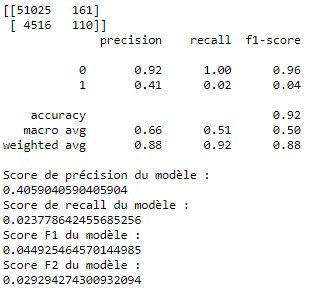 [[51025 161]
[ 4516 110]]
precision recall f1-score
0 0.92 1.00 0.96
1 0.41 0.02 0.04
accuracy 0.92
macro avg 0.66 0.51 0.50
weighted avg 0.88 0.92 0.88
Score de précision du modèle :
0.4059040590405904
Score de recall du modèle :
0.023778642455685256
Score F1 du modèle :
0.044925464570144985
Score F2 du modèle :
0.029294274300932094